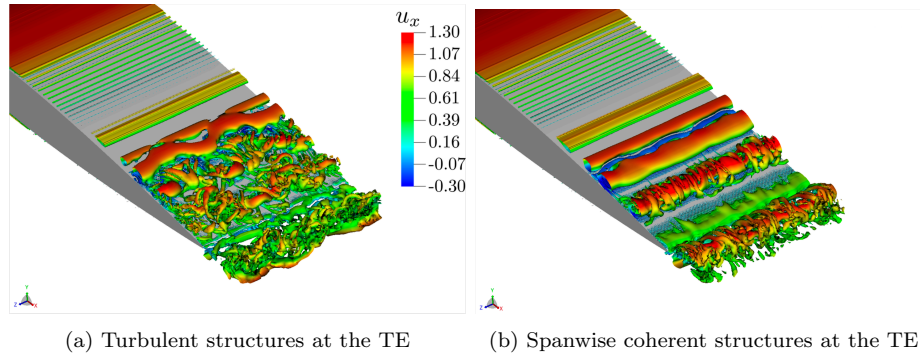 u_x
1.30
1.07
0.84
0.61
0.39
0.16
-0.07
-0.30
Y
Z X
Y
Z X
(a) Turbulent structures at the TE
(b) Spanwise coherent structures at the TE